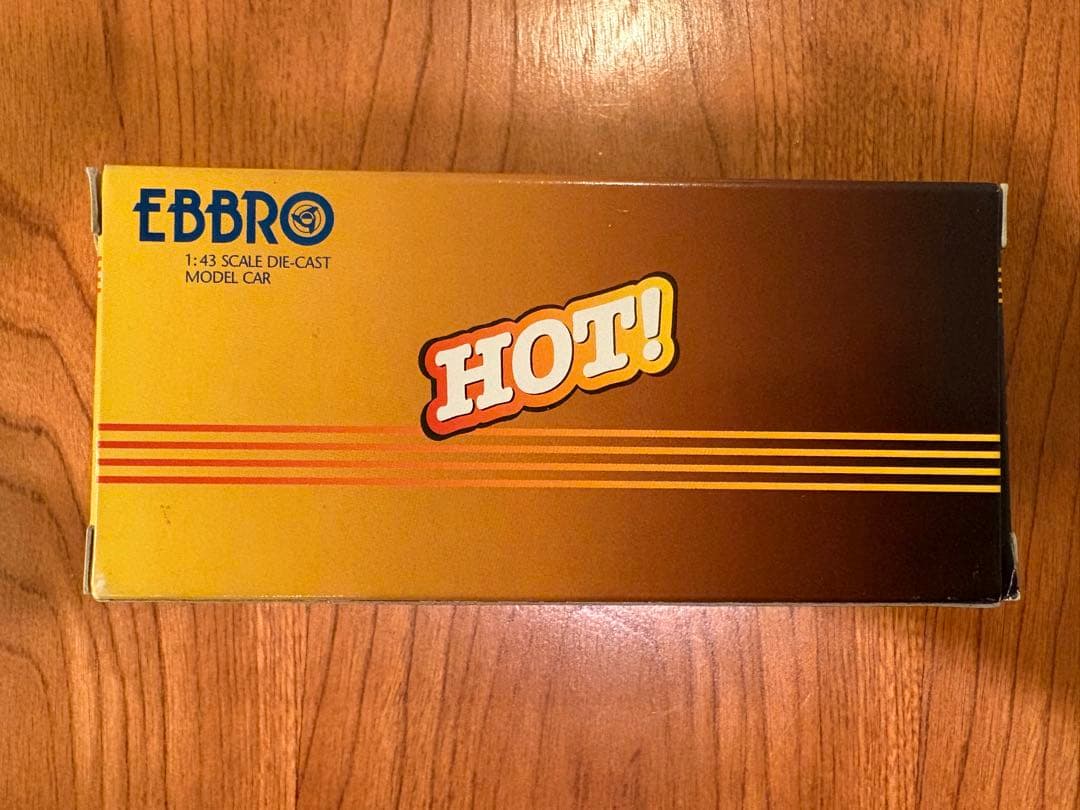 EBBRO
1:43 SCALE DIE-CAST
MODEL CAR
HOT!